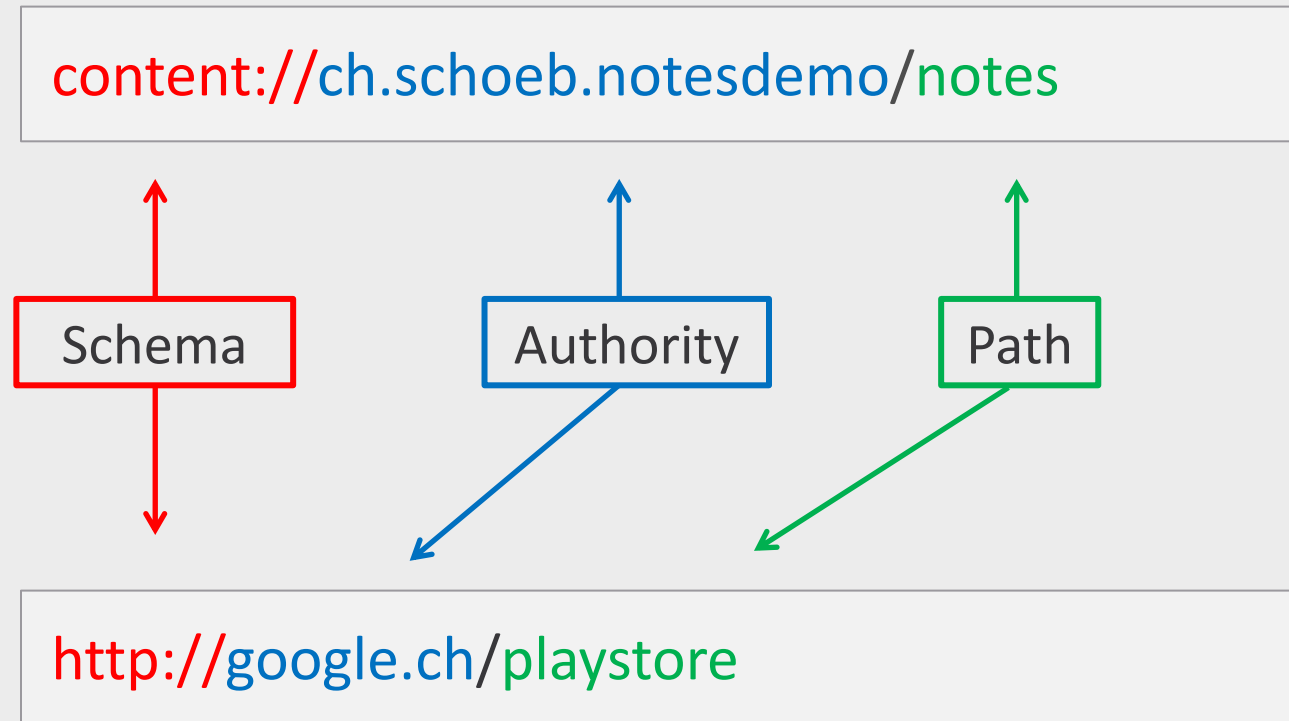 content://ch.schoeb.notesdemo/notes
Schema
Authority
Path
http://google.ch/playstore